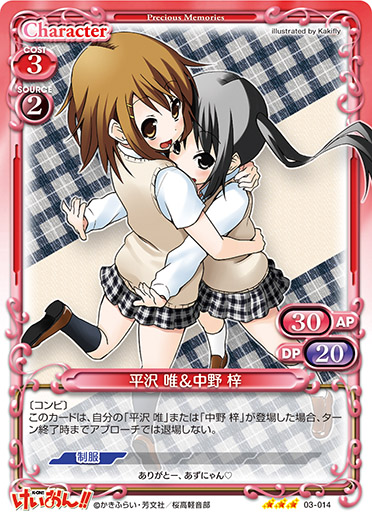 Precious Memories
Character
illustrated by Kakifly
COST
3
SOURCE
2
30 AP
DP 20
平沢 唯&中野 梓
〔コンビ〕
このカードは、自分の「平沢 唯」または「中野 梓」が登場した場合、ターン終了時までアプローチでは退場しない。
制服
ありがとー、あずにゃん♡
けいおん!!
©かきふらい・芳文社/桜高軽音部
★★★ 03-014